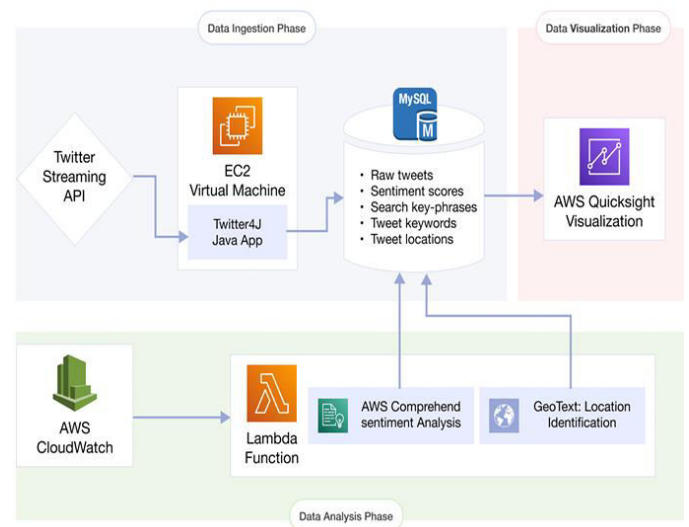 Data Ingestion Phase
Data Visualization Phase
Twitter
Streaming
API
EC2
Virtual Machine
Twitter4J
Java App
MySQL
M
• Raw tweets
• Sentiment scores
• Search key-phrases
• Tweet keywords
• Tweet locations
AWS Quicksight
Visualization
AWS
CloudWatch
Lambda
Function
AWS Comprehend
sentiment Analysis
GeoText: Location
Identification
Data Analysis Phase